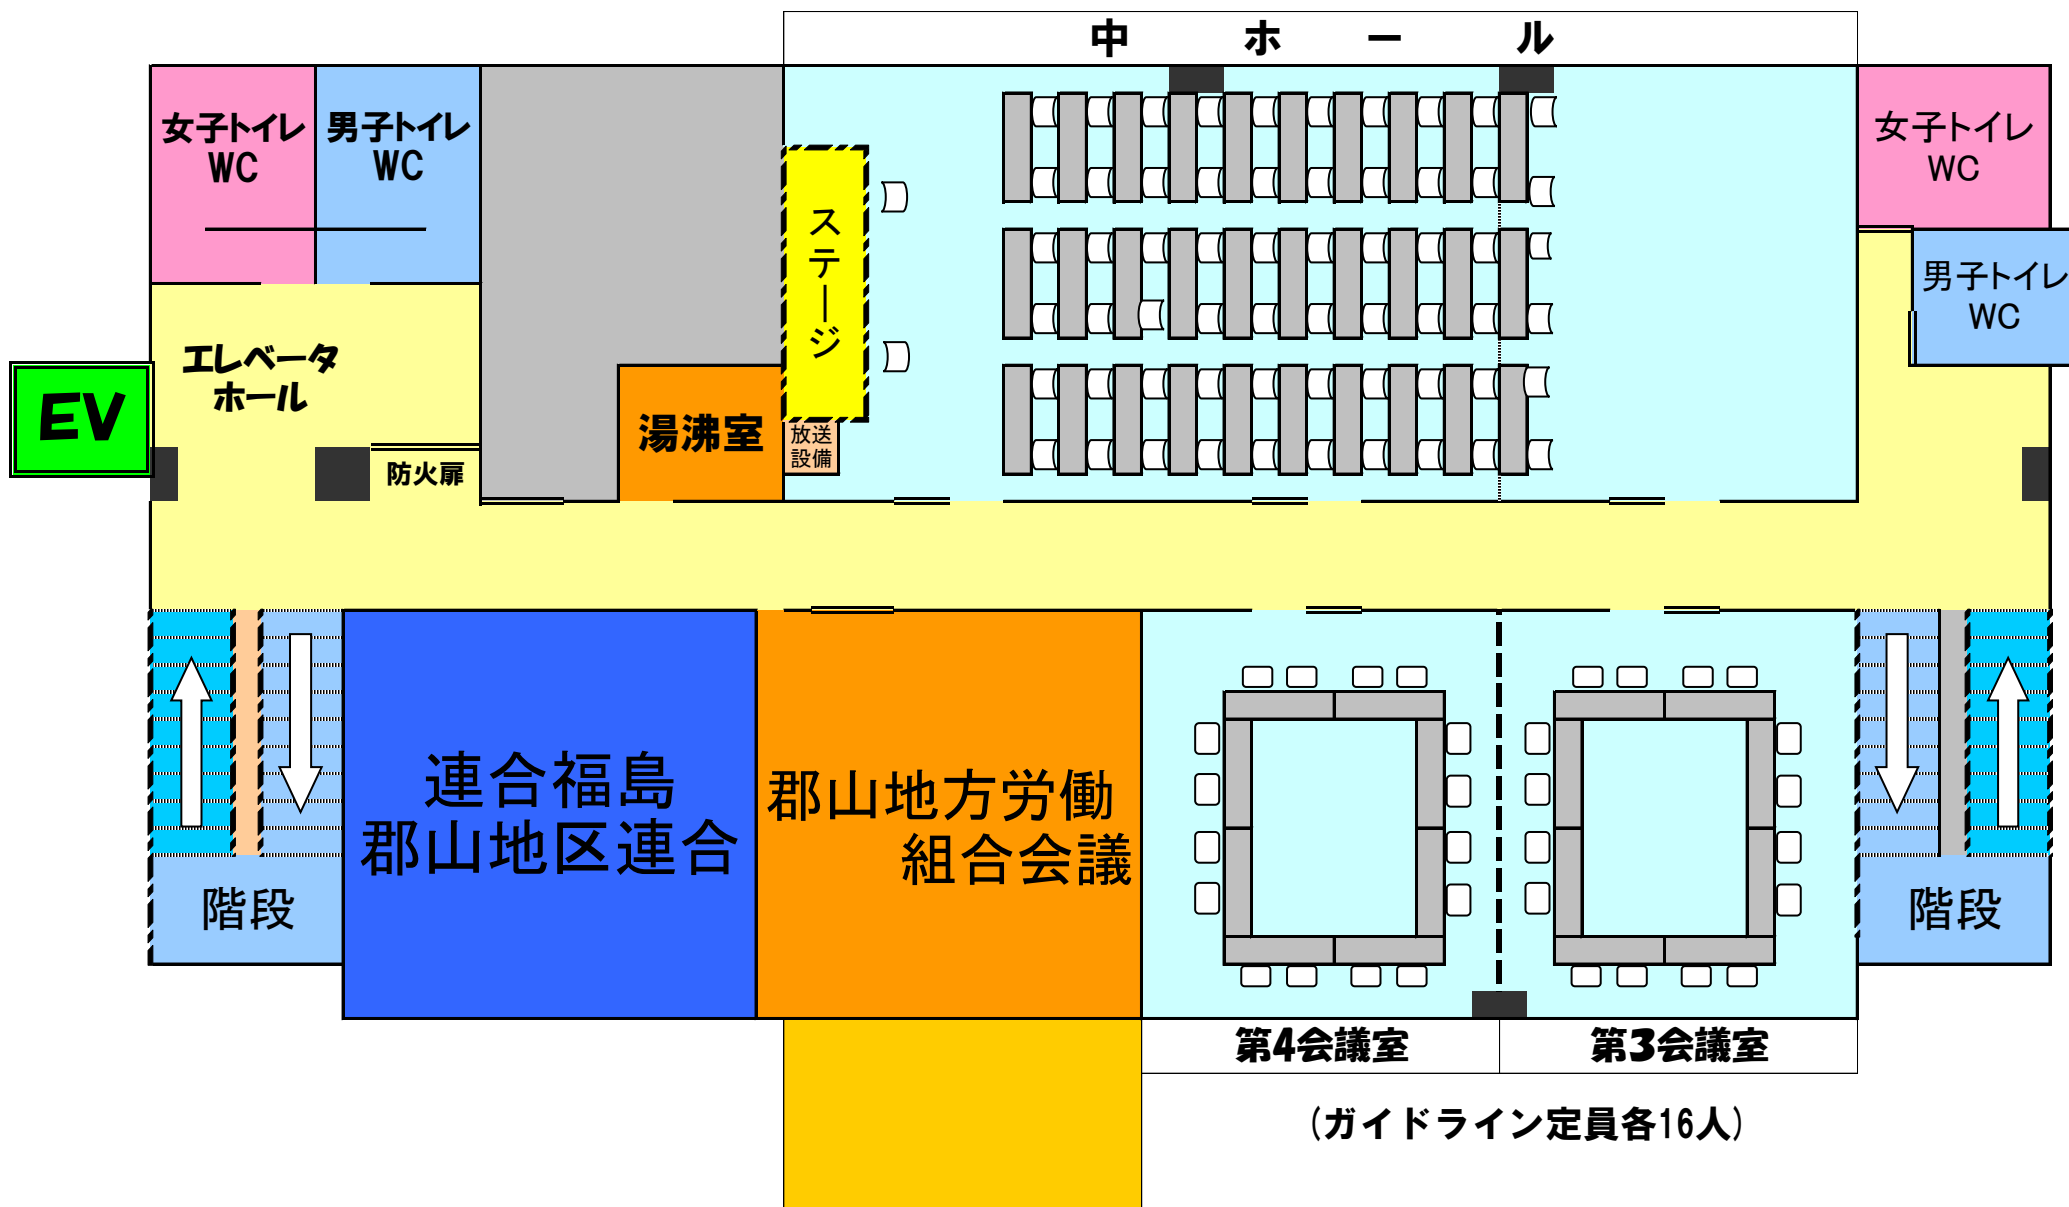 中ホール
女子トイレ
WC
男子トイレ
WC
女子トイレ
WC
ステージ
男子トイレ
WC
エレベータ
ホール
EV
湯沸室
放送
設備
防火扉
連合福島
郡山地区連合
郡山地方労働
組合会議
階段
階段
第4会議室
第3会議室
(ガイドライン定員各16人)